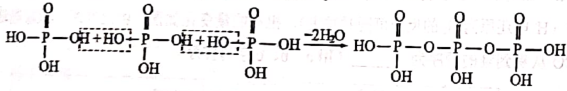 O O O O O O
HO-P-OH + HO-P-OH + HO-P-OH -2H₂O HO-P-O-P-O-P-OH
OH OH OH OH OH OH